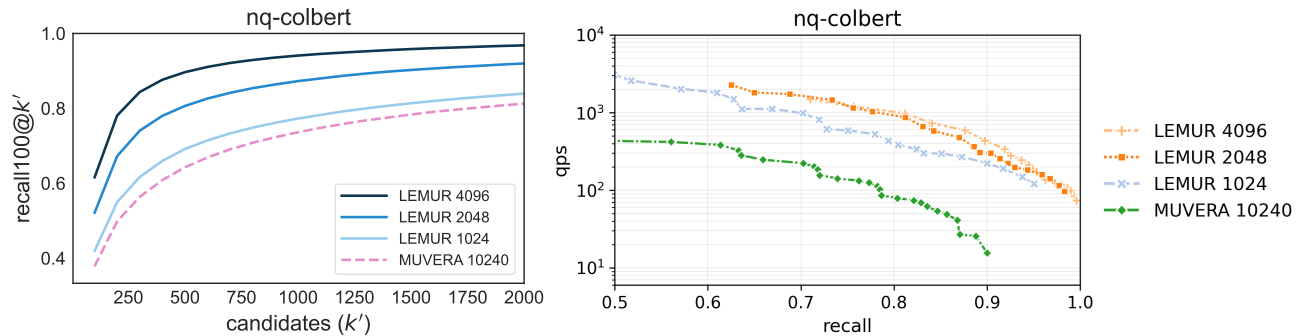 nq-colbert
recall100@k′
1.0
0.8
0.6
0.4
LEMUR 4096
LEMUR 2048
LEMUR 1024
MUVERA 10240
250 500 750 1000 1250 1500 1750 2000
candidates (k′)
nq-colbert
qps
10⁴
10³
10²
10¹
0.5 0.6 0.7 0.8 0.9 1.0
recall
LEMUR 4096
LEMUR 2048
LEMUR 1024
MUVERA 10240